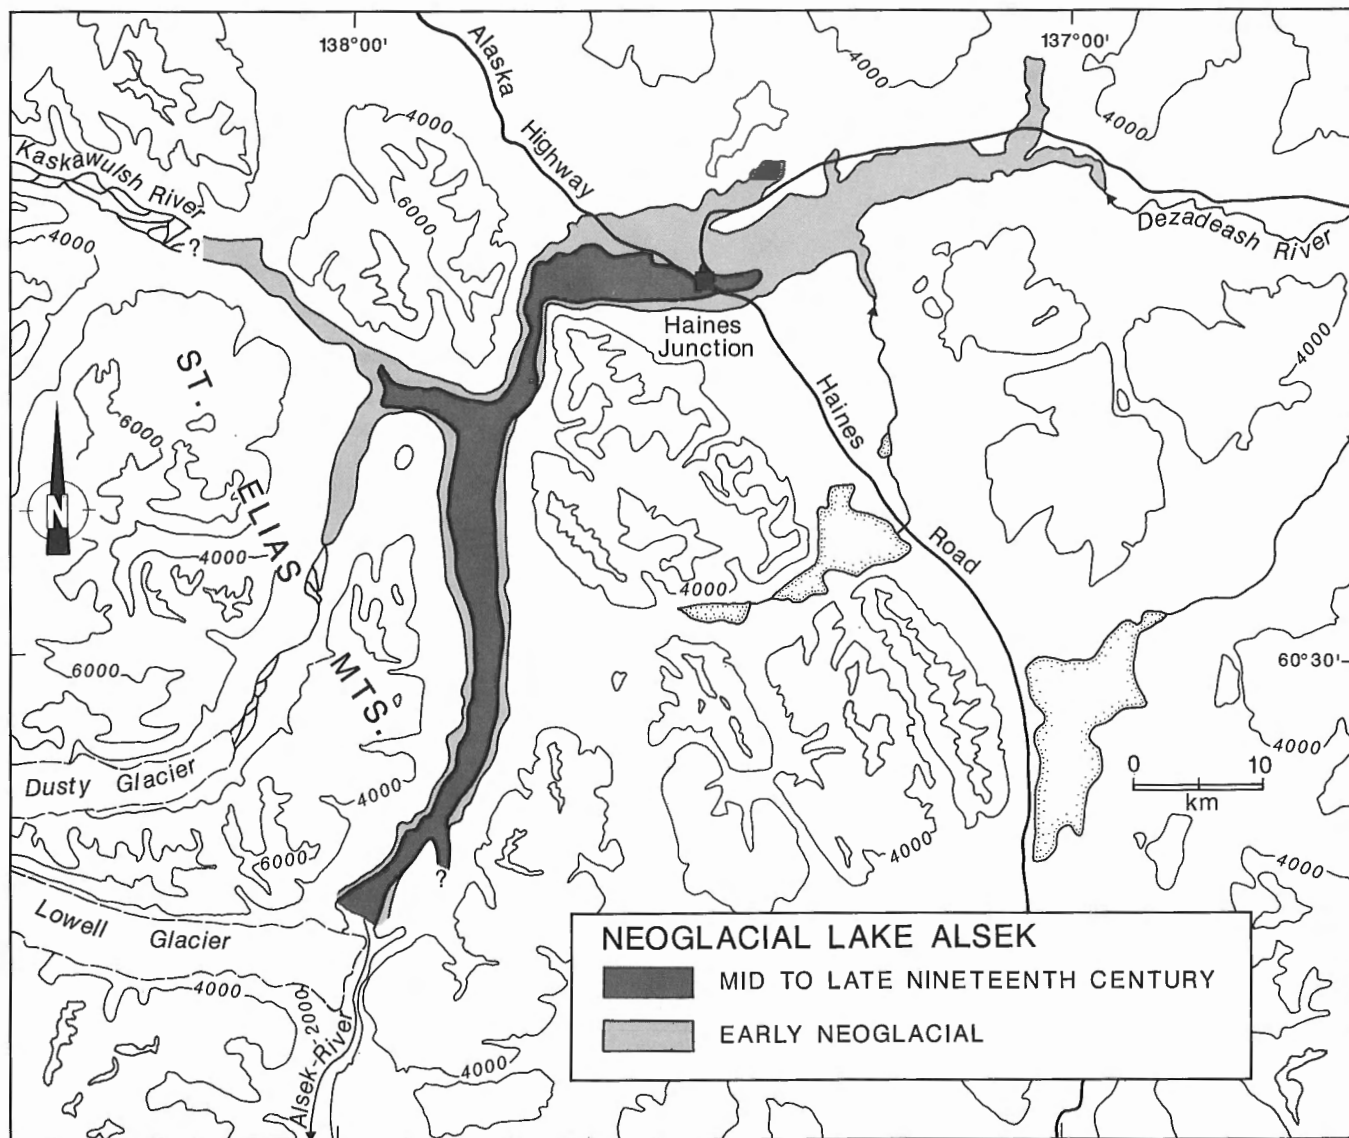 138°00'
137°00'
Alaska
Highway
4000
4000
4000
Kaskawulsh River
6000
4000
?
Dezadeash River
Haines
Junction
4000
ST.
6000
Haines
N
ELIAS
4000
Road
4000
MTS.
6000
60°30'
4000
Dusty Glacier
4000
0 10
km
6000
4000
4000
?
Lowell Glacier
NEOGLACIAL LAKE ALSEK
MID TO LATE NINETEENTH CENTURY
EARLY NEOGLACIAL
4000
2000
Alsek River
4000